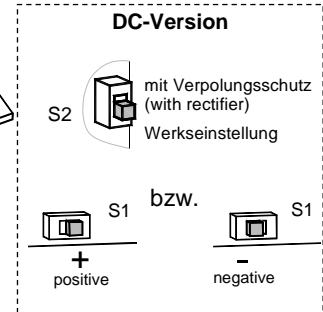 DC-Version
mit Verpolungsschutz
(with rectifier)
S2
Werkseinstellung
bzw.
S1
S1
+
-
positive
negative